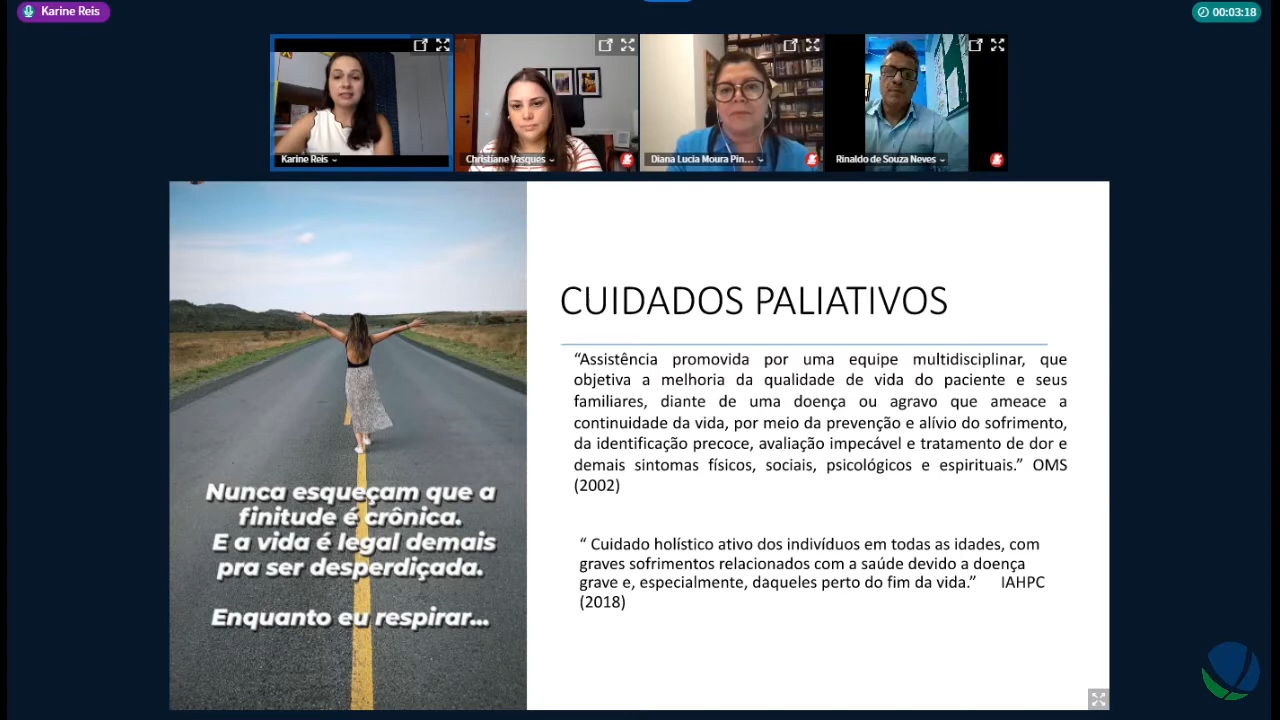 Karine Reis
00:03:18
Karine Reis
Christiane Vasques
Diana Lucia Moura Pin...
Rinaldo de Souza Neves
CUIDADOS PALIATIVOS
“Assistência promovida por uma equipe multidisciplinar, que
objetiva a melhoria da qualidade de vida do paciente e seus
familiares, diante de uma doença ou agravo que ameace a
continuidade da vida, por meio da prevenção e alívio do sofrimento,
da identificação precoce, avaliação impecável e tratamento de dor e
demais sintomas físicos, sociais, psicológicos e espirituais.” OMS
(2002)
“ Cuidado holístico ativo dos indivíduos em todas as idades, com
graves sofrimentos relacionados com a saúde devido a doença
grave e, especialmente, daqueles perto do fim da vida.” IAHPC
(2018)
Nunca esqueçam que a
finitude é crônica.
E a vida é legal demais
pra ser desperdiçada.
Enquanto eu respirar...